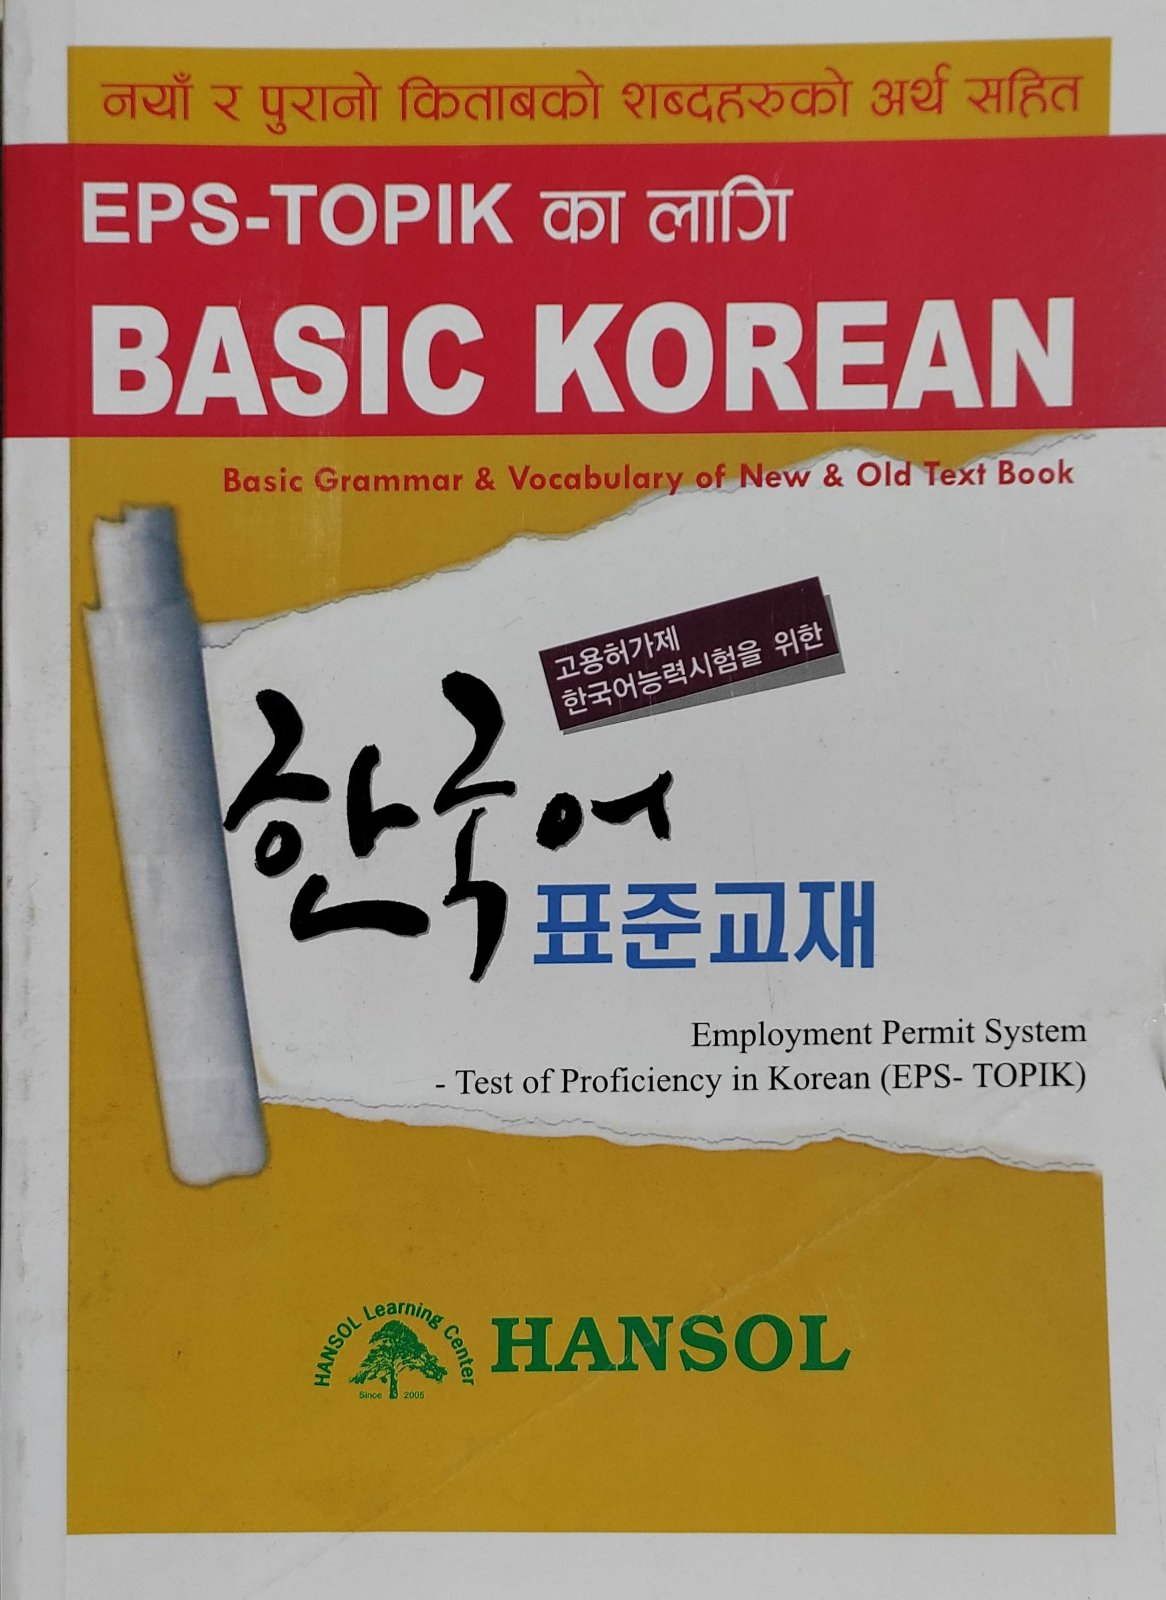 नयाँ र पुरानो किताबको शब्दहरुको अर्थ सहित
EPS-TOPIK का लागि
BASIC KOREAN
Basic Grammar & Vocabulary of New & Old Text Book
고용허가제
한국어능력시험을 위한
한국어
표준교재
Employment Permit System
- Test of Proficiency in Korean (EPS- TOPIK)
HANSOL Learning Center
Since 2005
HANSOL